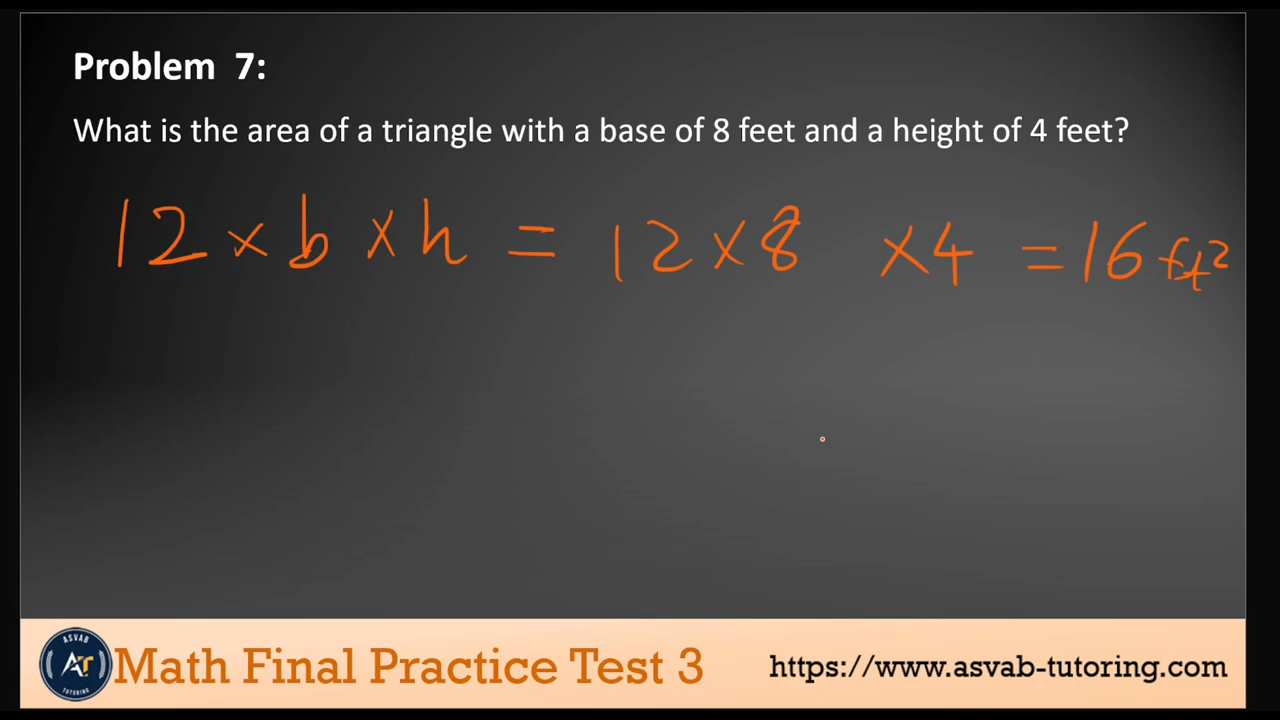 Problem 7:
What is the area of a triangle with a base of 8 feet and a height of 4 feet?
12 × b × h = 12 × 8 × 4 = 16 ft²
ASVAB
AT
TUTORING
Math Final Practice Test 3
https://www.asvab-tutoring.com